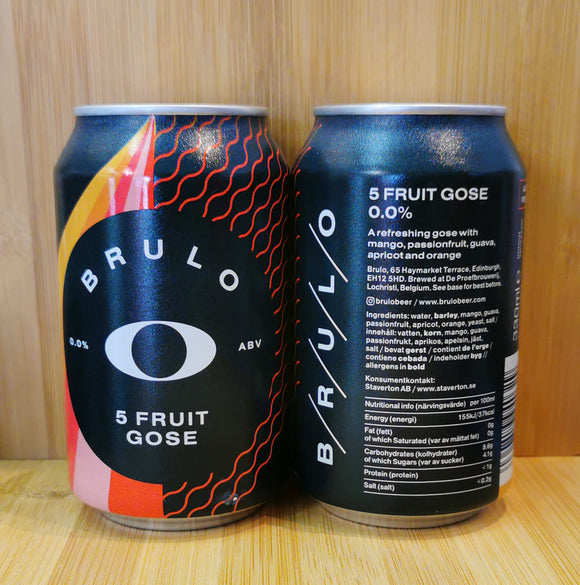 BRULO
0.0%
ABV
5 FRUIT
GOSE
B/R/U/L/O
5 FRUIT GOSE
0.0%
A refreshing gose with
mango, passionfruit, guava,
apricot and orange
Brulo, 65 Haymarket Terrace, Edinburgh,
EH12 5HD. Brewed at De Proefbrouwerij,
Lochristi, Belgium. See base for best before.
brulobeer / www.brulobeer.com
Ingredients: water, barley, mango, guava,
passionfruit, apricot, orange, yeast, salt /
innehåll: vatten, korn, mango, guava,
passionfrukt, aprikos, apelsin, jäst,
salt / bevat gerst / contient de l'orge /
contieno cebada / indeholder byg //
allergens in bold
Konsumentkontakt:
Staverton AB / www.staverton.se
Nutritional info (närvingsvärde) per 100ml
Energy (energi) 155kJ/37kcal
Fat (fett) 0g
of which Saturated (var av mättat fet) 0g
Carbohydrates (kolhydrater) 8.6g
of which Sugars (var av sucker) 4.1g
Protein (protein) <1g
Salt (salt) <0.2g
330ml e